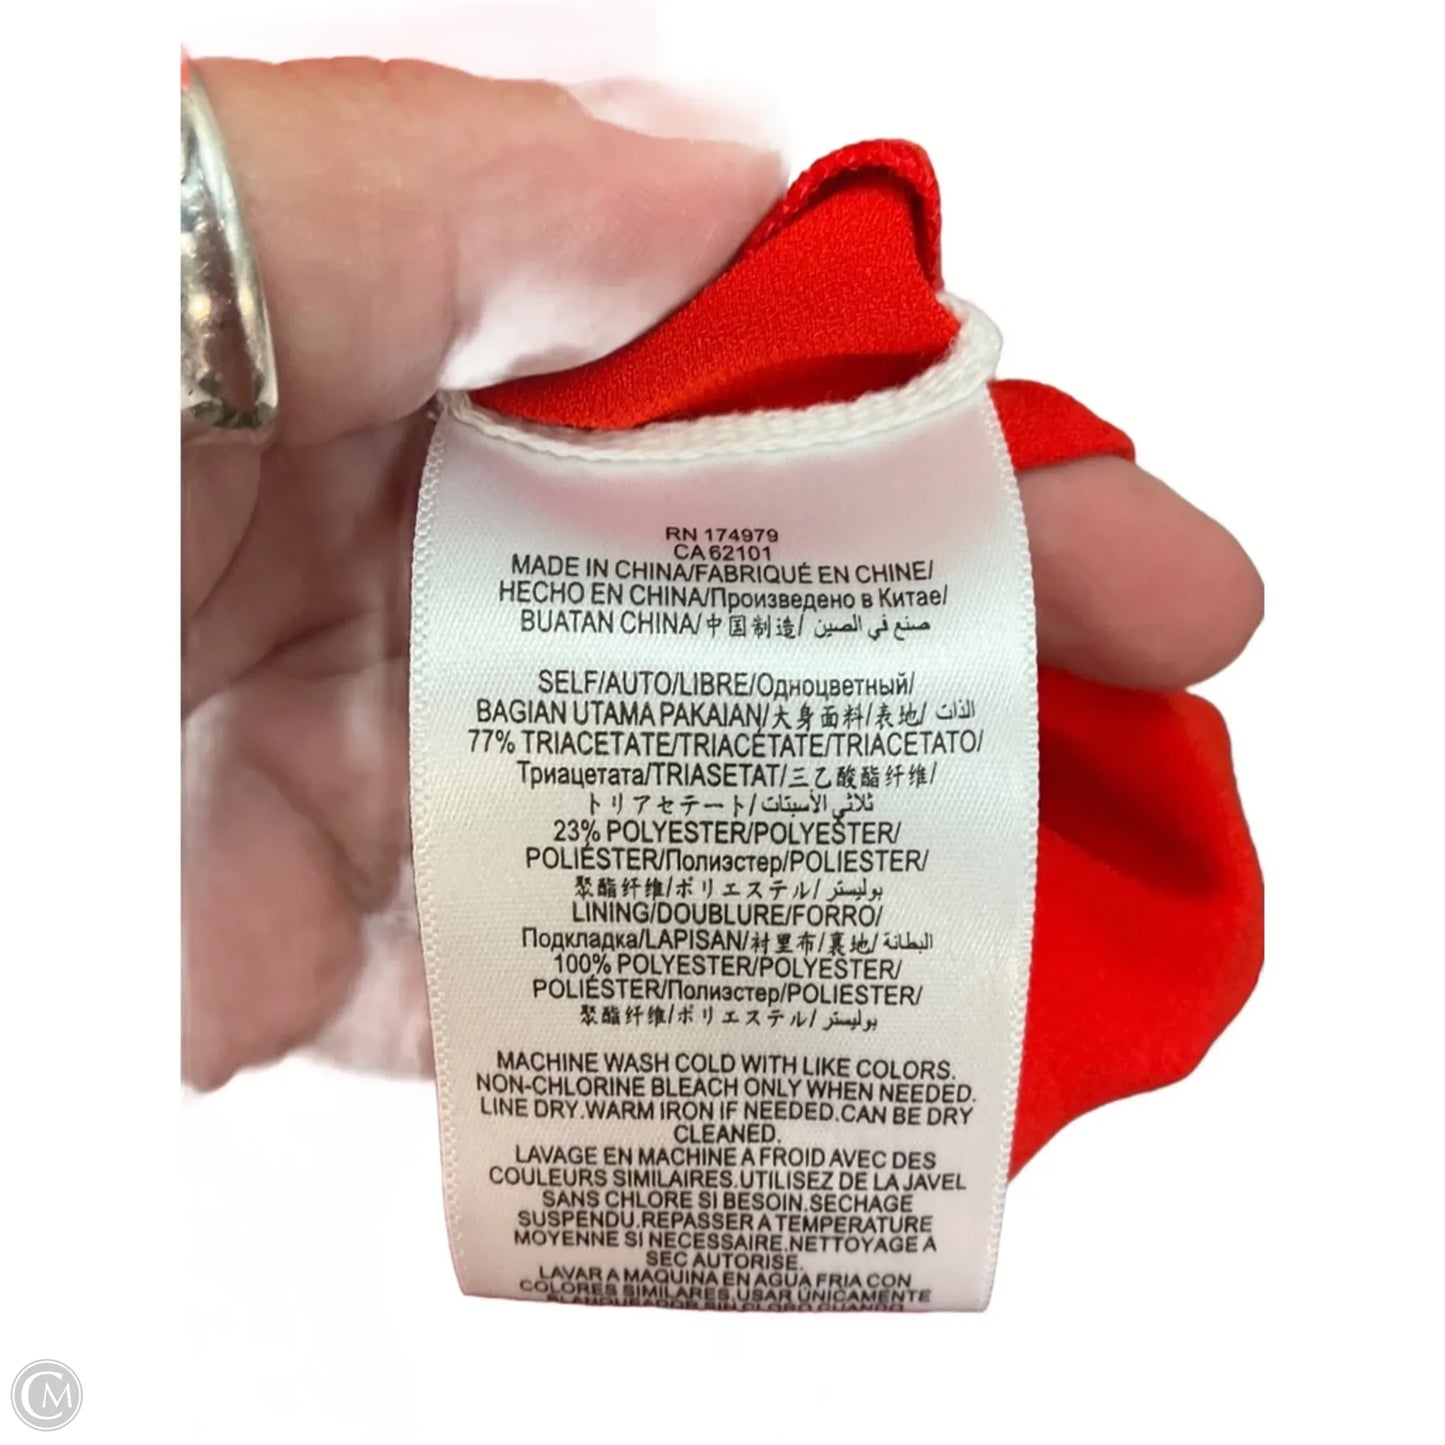 RN 174979
CA 62101
MADE IN CHINA/FABRIQUÉ EN CHINE/
HECHO EN CHINA/Произведено в Китае/
BUATAN CHINA/中国制造/ صنع في الصين
SELF/AUTO/LIBRE/Одноцветный/
BAGIAN UTAMA PAKAIAN/大身面料/表地/ الذات
77% TRIACETATE/TRIACÉTATE/TRIACETATO/
Триацетата/TRIASETAT/三乙酸酯纤维/
トリアセテート/ ثلاثي الأسيتات
23% POLYESTER/POLYESTER/
POLIÉSTER/Полиэстер/POLIESTER/
聚酯纤维/ポリエステル/ بوليستر
LINING/DOUBLURE/FORRO/
Подкладка/LAPISAN/衬里布/裏地/ البطانة
100% POLYESTER/POLYESTER/
POLIÉSTER/Полиэстер/POLIESTER/
聚酯纤维/ポリエステル/ بوليستر
MACHINE WASH COLD WITH LIKE COLORS.
NON-CHLORINE BLEACH ONLY WHEN NEEDED.
LINE DRY.WARM IRON IF NEEDED.CAN BE DRY
CLEANED.
LAVAGE EN MACHINE A FROID AVEC DES
COULEURS SIMILAIRES.UTILISEZ DE LA JAVEL
SANS CHLORE SI BESOIN.SECHAGE
SUSPENDU.REPASSER A TEMPERATURE
MOYENNE SI NECESSAIRE.NETTOYAGE A
SEC AUTORISE.
LAVAR A MAQUINA EN AGUA FRIA CON
COLORES SIMILARES.USAR ÚNICAMENTE
BLANQUEADOR SIN CLORO CUANDO
CM